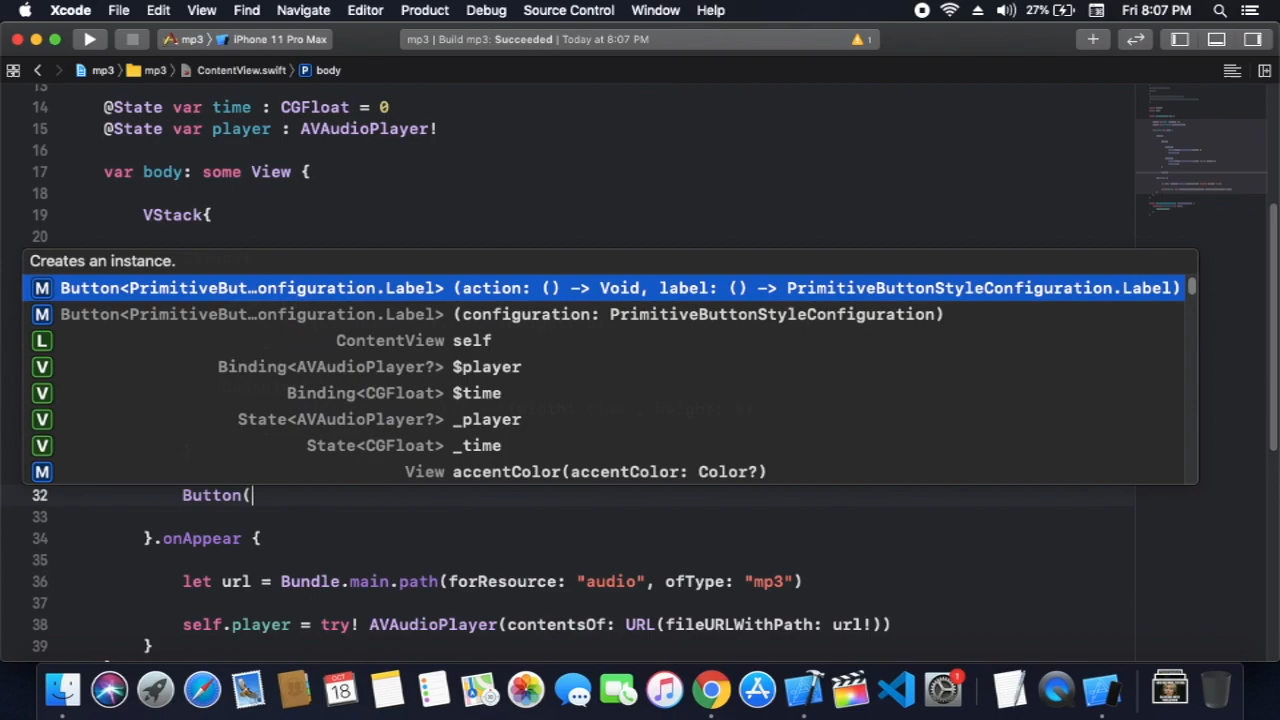 Xcode File Edit View Find Navigate Editor Product Debug Source Control Window Help 27% Fri 8:07 PM
mp3 iPhone 11 Pro Max mp3 | Build mp3: Succeeded | Today at 8:07 PM 1
mp3 mp3 ContentView.swift P body
13
14 @State var time : CGFloat = 0
15 @State var player : AVAudioPlayer!
16
17 var body: some View {
18
19 VStack{
20
Creates an instance.
M Button<PrimitiveBut…onfiguration.Label> (action: () -> Void, label: () -> PrimitiveButtonStyleConfiguration.Label)
M Button<PrimitiveBut…onfiguration.Label> (configuration: PrimitiveButtonStyleConfiguration)
L ContentView self
V Binding<AVAudioPlayer?> $player
V Binding<CGFloat> $time
V State<AVAudioPlayer?> _player
V State<CGFloat> _time
M View accentColor(accentColor: Color?)
32 Button(
33
34 }.onAppear {
35
36 let url = Bundle.main.path(forResource: "audio", ofType: "mp3")
37
38 self.player = try! AVAudioPlayer(contentsOf: URL(fileURLWithPath: url!))
39 }
OCT
18
1